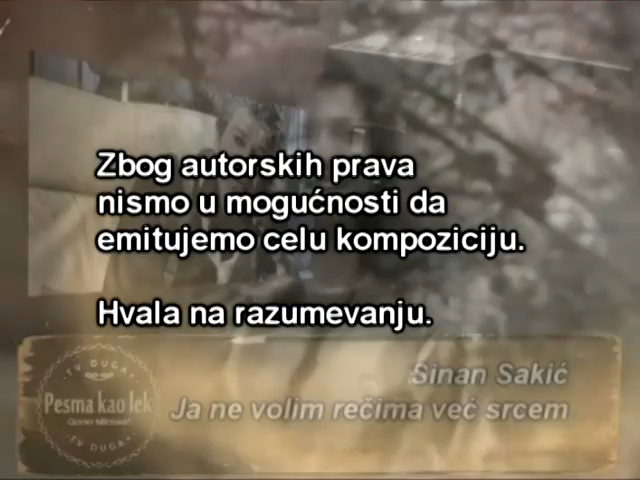 Zbog autorskih prava
nismo u mogućnosti da
emitujemo celu kompoziciju.
Hvala na razumevanju.
Sinan Sakić
Ja ne volim rečima već srcem
TV DUGA+
Pesma kao lek
TV DUGA+